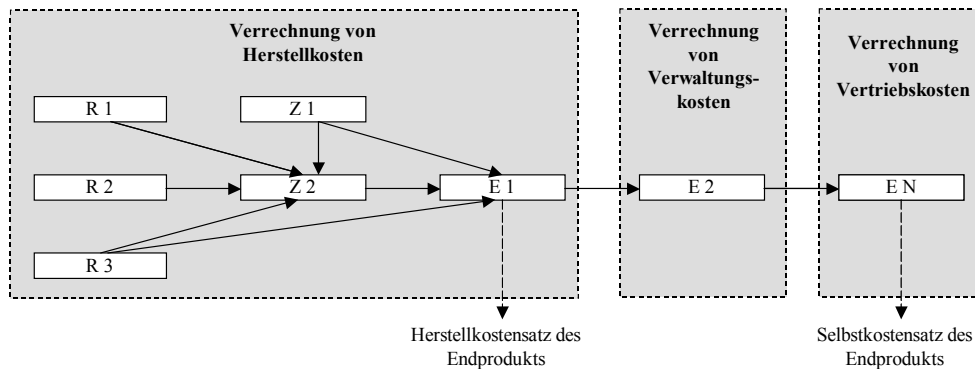 Verrechnung von
Herstellkosten
Verrechnung
von
Verwaltungs-
kosten
Verrechnung
von
Vertriebskosten
R 1
Z 1
R 2
Z 2
E 1
E 2
E N
R 3
Herstellkostensatz des
Endprodukts
Selbstkostensatz des
Endprodukts